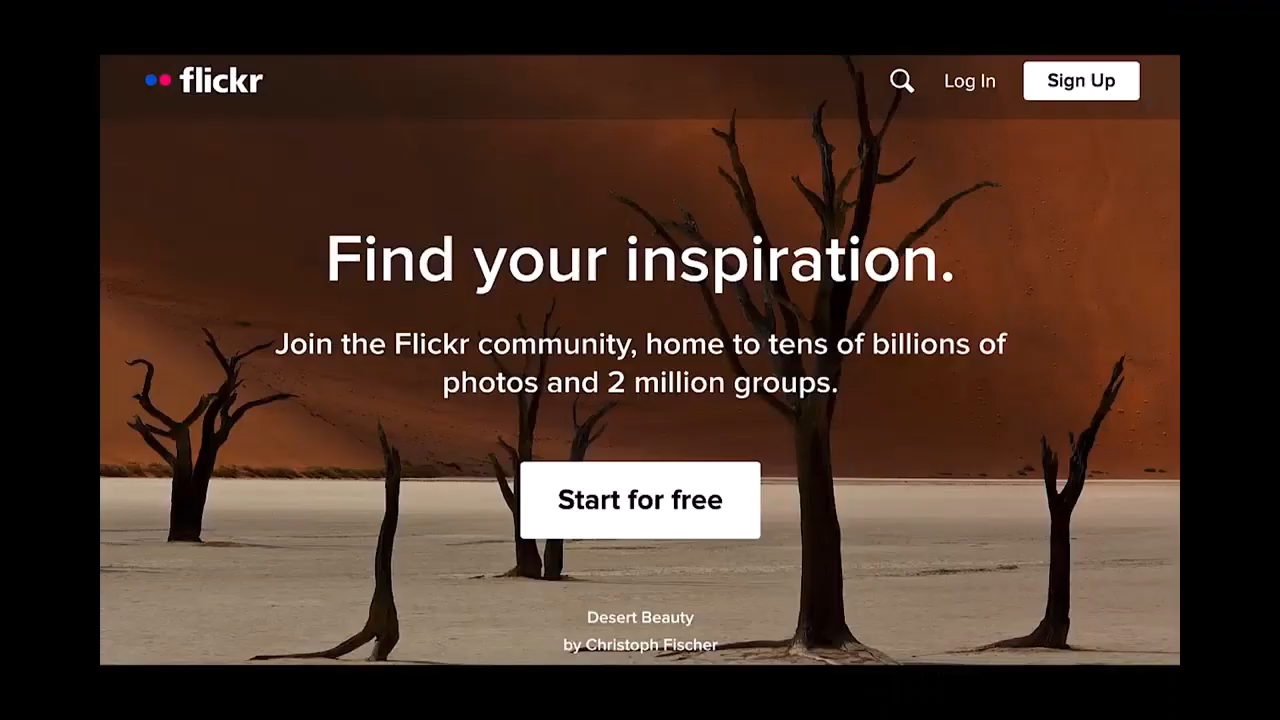 flickr
Log In
Sign Up
Find your inspiration.
Join the Flickr community, home to tens of billions of
photos and 2 million groups.
Start for free
Desert Beauty
by Christoph Fischer